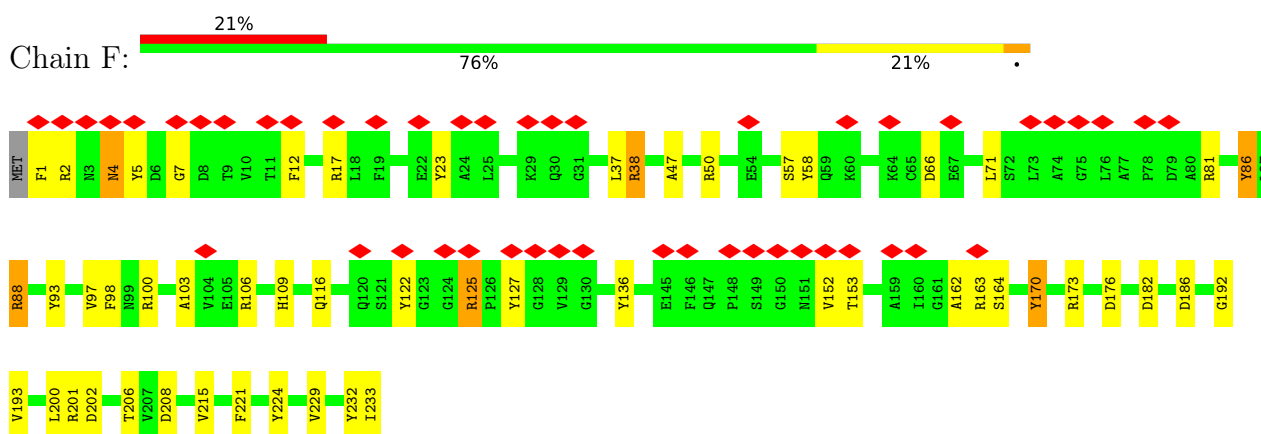 21%
Chain F:
76% 21% •
MET F1 R2 N3 N4 Y5 D6 G7 D8 T9 V10 T11 F12 R17 L18 F19 E22 Y23 A24 L25 K29 Q30 G31 L37 R38 A47 R50 E54 S57 Y58 Q59 K60 K64 C65 D66 E67 L71 S72 L73 A74 G75 L76 A77 P78 D79 A80 R81 Y86
R88 Y93 V97 F98 N99 R100 A103 V104 E105 R106 H109 Q116 Q120 S121 Y122 G123 G124 R125 P126 Y127 G128 V129 G130 Y136 E145 F146 Q147 P148 S149 G150 N151 V152 T153 A159 I160 G161 A162 R163 S164 Y170 R173 D176 D182 D186 G192
V193 L200 R201 D202 T206 V207 D208 V215 F221 Y224 V229 Y232 I233